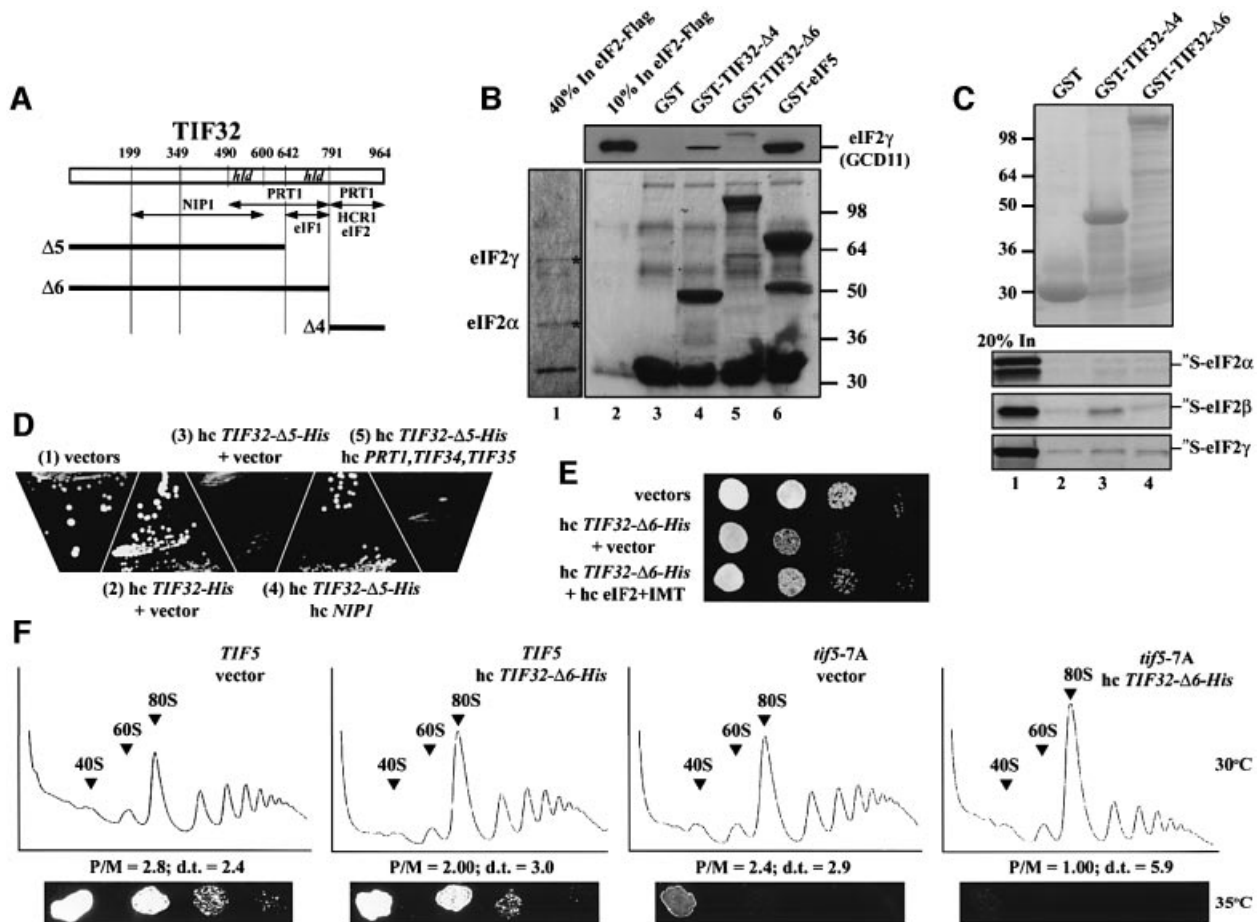 A
TIF32
199 349 490 600 642 791 964
hld hld
PRT1 PRT1
NIP1 HCR1
eIF1 eIF2
Δ5
Δ6
Δ4
B
40% In eIF2-Flag
10% In eIF2-Flag
GST
GST-TIF32-Δ4
GST-TIF32-Δ6
GST-eIF5
eIF2γ
(GCD11)
98
64
50
36
30
eIF2γ
*
eIF2α
*
1 2 3 4 5 6
C
GST
GST-TIF32-Δ4
GST-TIF32-Δ6
98
64
50
36
30
20% In
³⁵S-eIF2α
³⁵S-eIF2β
³⁵S-eIF2γ
1 2 3 4
D
(1) vectors
(3) hc TIF32-Δ5-His
+ vector
(5) hc TIF32-Δ5-His
hc PRT1,TIF34,TIF35
(2) hc TIF32-His
+ vector
(4) hc TIF32-Δ5-His
hc NIP1
E
vectors
hc TIF32-Δ6-His
+ vector
hc TIF32-Δ6-His
+ hc eIF2+IMT
F
TIF5
vector
40S 60S 80S
P/M = 2.8; d.t. = 2.4
TIF5
hc TIF32-Δ6-His
40S 60S 80S
P/M = 2.00; d.t. = 3.0
tif5-7A
vector
40S 60S 80S
P/M = 2.4; d.t. = 2.9
tif5-7A
hc TIF32-Δ6-His
40S 60S 80S
P/M = 1.00; d.t. = 5.9
30°C
35°C